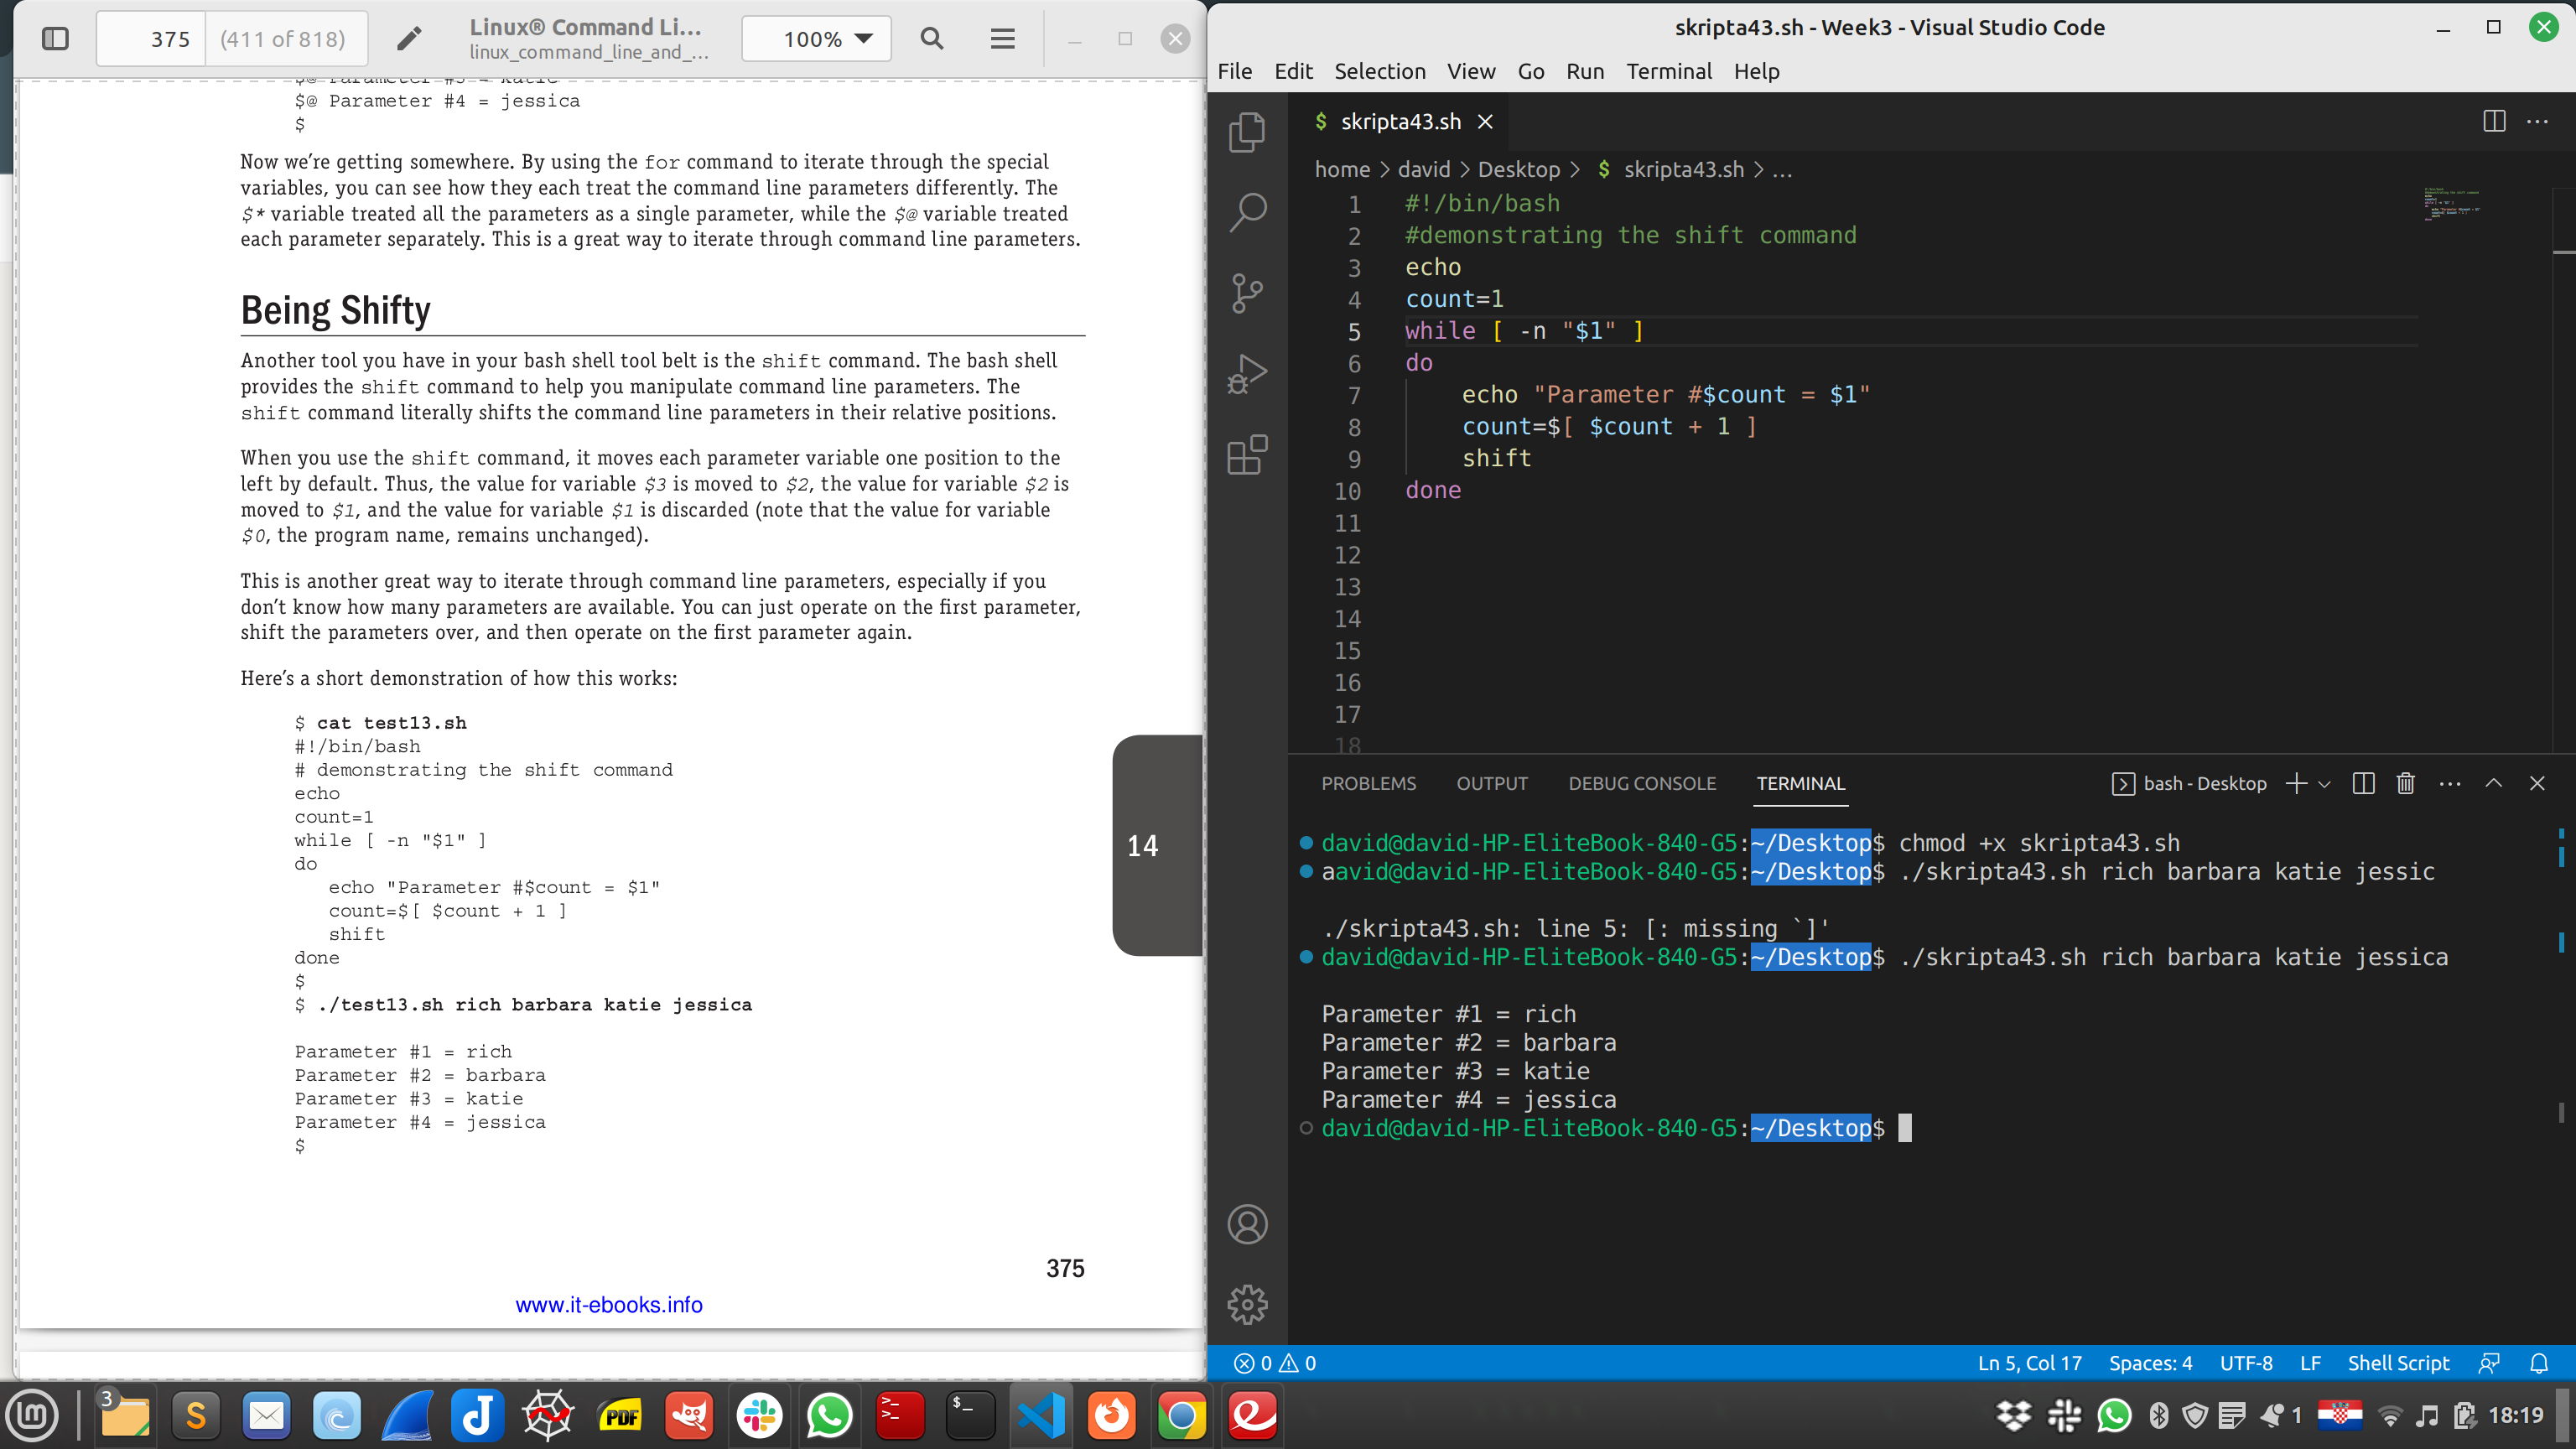 375
(411 of 818)
Linux® Command Li...
linux_command_line_and_...
100%
$@ Parameter #4 = jessica
$
Now we're getting somewhere. By using the for command to iterate through the special
variables, you can see how they each treat the command line parameters differently. The
$* variable treated all the parameters as a single parameter, while the $@ variable treated
each parameter separately. This is a great way to iterate through command line parameters.
Being Shifty
Another tool you have in your bash shell tool belt is the shift command. The bash shell
provides the shift command to help you manipulate command line parameters. The
shift command literally shifts the command line parameters in their relative positions.
When you use the shift command, it moves each parameter variable one position to the
left by default. Thus, the value for variable $3 is moved to $2, the value for variable $2 is
moved to $1, and the value for variable $1 is discarded (note that the value for variable
$0, the program name, remains unchanged).
This is another great way to iterate through command line parameters, especially if you
don't know how many parameters are available. You can just operate on the first parameter,
shift the parameters over, and then operate on the first parameter again.
Here's a short demonstration of how this works:
$ cat test13.sh
#!/bin/bash
# demonstrating the shift command
echo
count=1
while [ -n "$1" ]
do
echo "Parameter #$count = $1"
count=$[ $count + 1 ]
shift
done
$
$ ./test13.sh rich barbara katie jessica
Parameter #1 = rich
Parameter #2 = barbara
Parameter #3 = katie
Parameter #4 = jessica
$
14
375
www.it-ebooks.info
skripta43.sh - Week3 - Visual Studio Code
File Edit Selection View Go Run Terminal Help
$ skripta43.sh
home > david > Desktop > $ skripta43.sh > ...
1 #!/bin/bash
2 #demonstrating the shift command
3 echo
4 count=1
5 while [ -n "$1" ]
6 do
7 echo "Parameter #$count = $1"
8 count=$[ $count + 1 ]
9 shift
10 done
11
12
13
14
15
16
17
18
PROBLEMS OUTPUT DEBUG CONSOLE TERMINAL
bash - Desktop
david@david-HP-EliteBook-840-G5:~/Desktop$ chmod +x skripta43.sh
aavid@david-HP-EliteBook-840-G5:~/Desktop$ ./skripta43.sh rich barbara katie jessic
./skripta43.sh: line 5: [: missing `]'
david@david-HP-EliteBook-840-G5:~/Desktop$ ./skripta43.sh rich barbara katie jessica
Parameter #1 = rich
Parameter #2 = barbara
Parameter #3 = katie
Parameter #4 = jessica
david@david-HP-EliteBook-840-G5:~/Desktop$
0 0
Ln 5, Col 17 Spaces: 4 UTF-8 LF Shell Script
3
PDF
$_
1
18:19